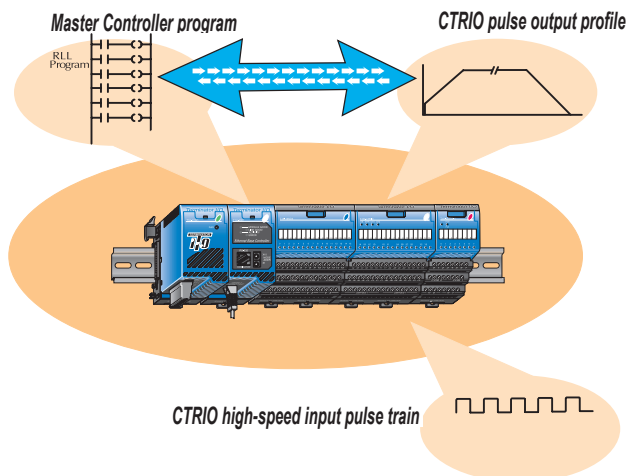 Master Controller program
CTRIO pulse output profile
RLL
Program
CTRIO high-speed input pulse train